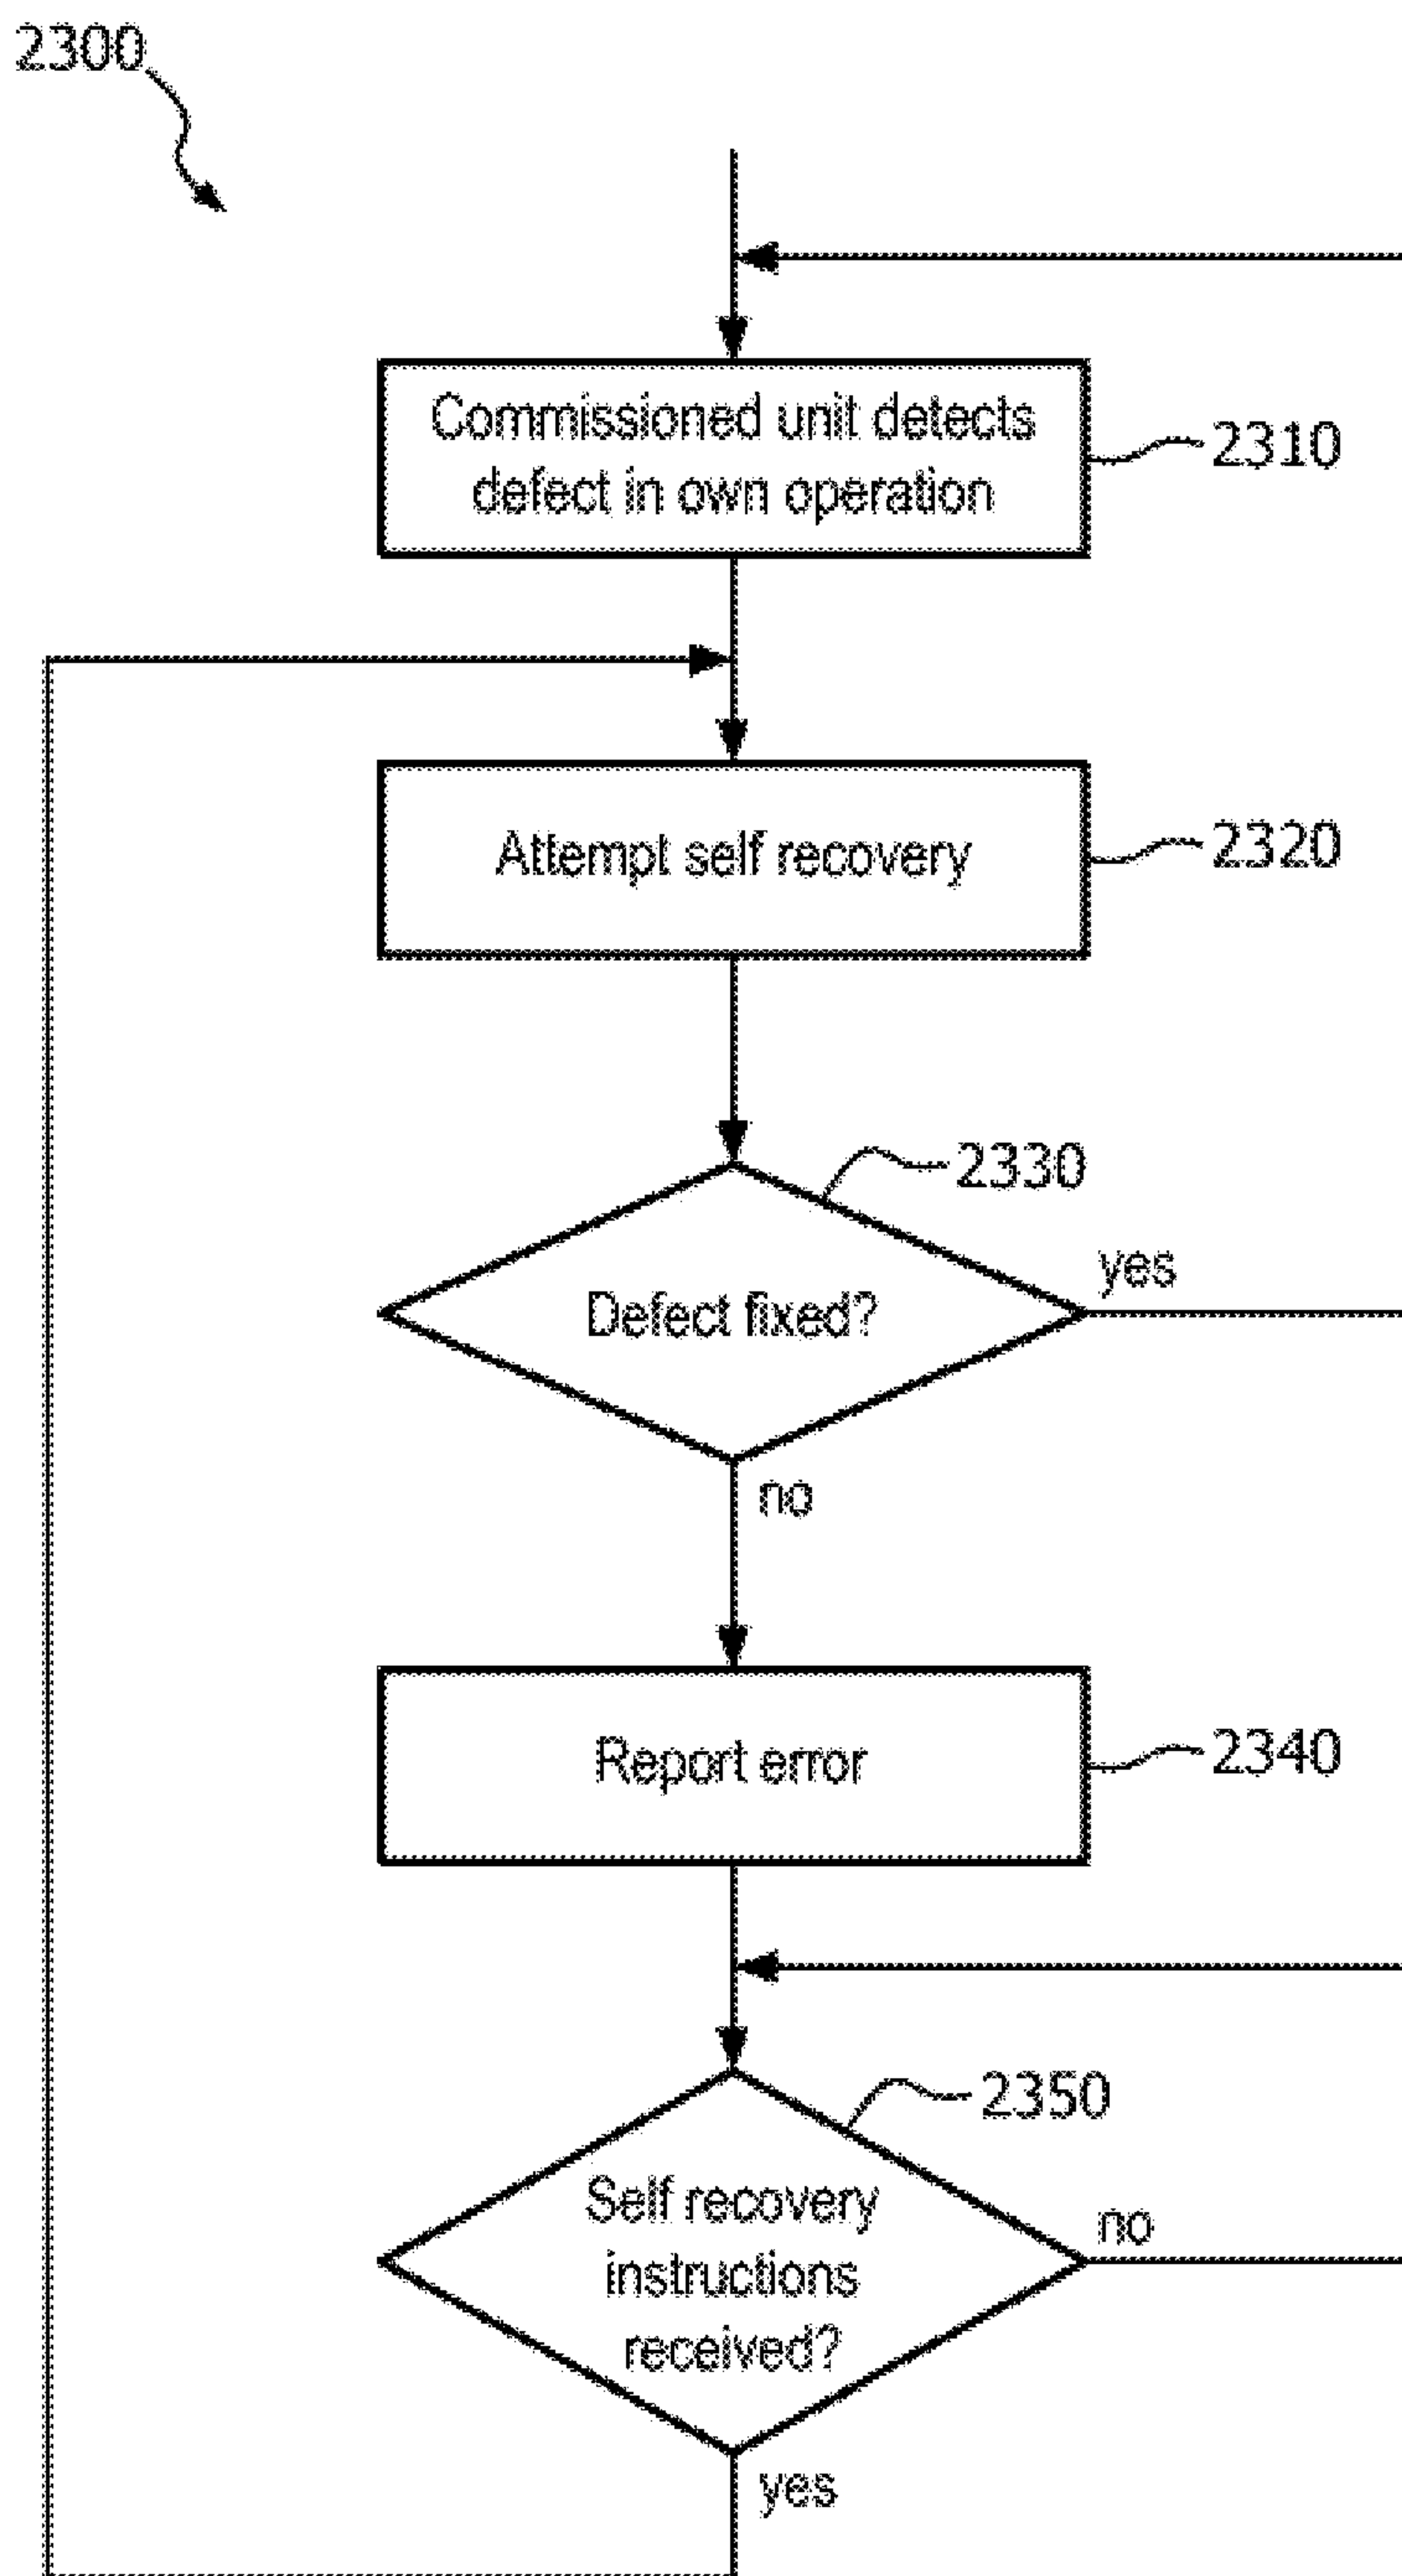 2300
Commissioned unit detects
defect in own operation
2310
Attempt self recovery
2320
2330
Defect fixed?
yes
no
Report error
2340
2350
Self recovery
instructions
received?
no
yes